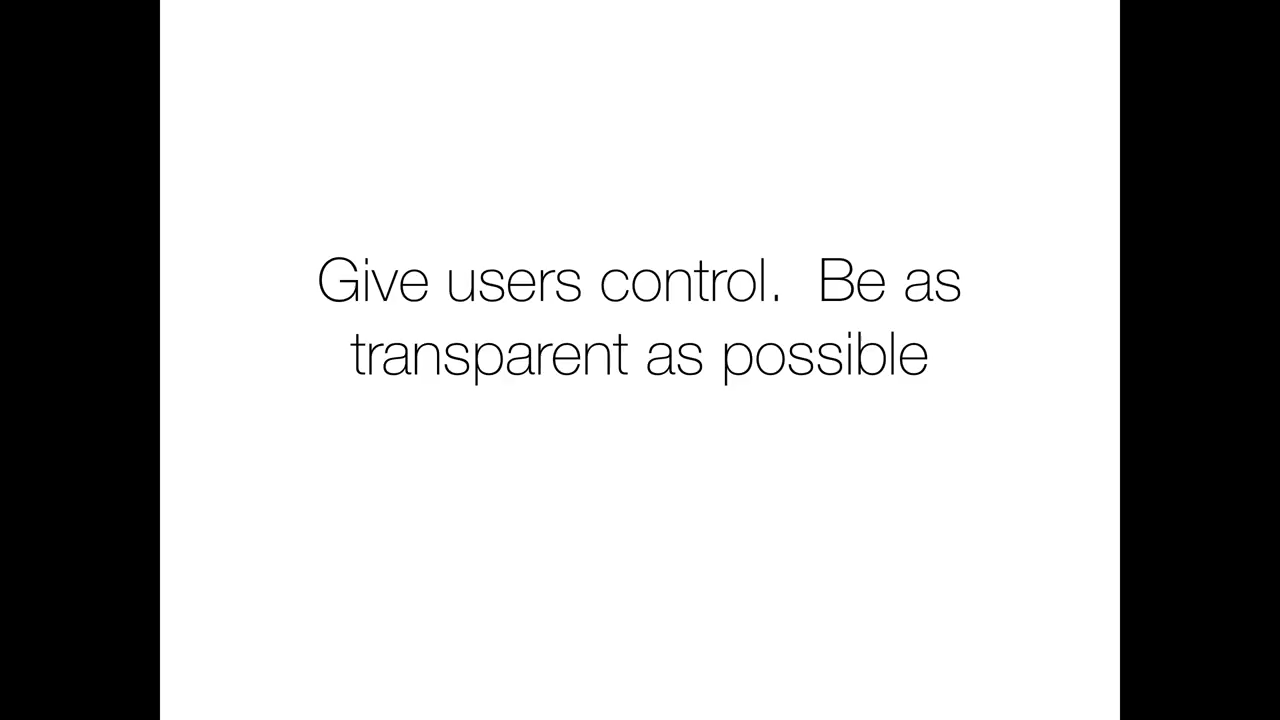 Give users control.  Be as
transparent as possible